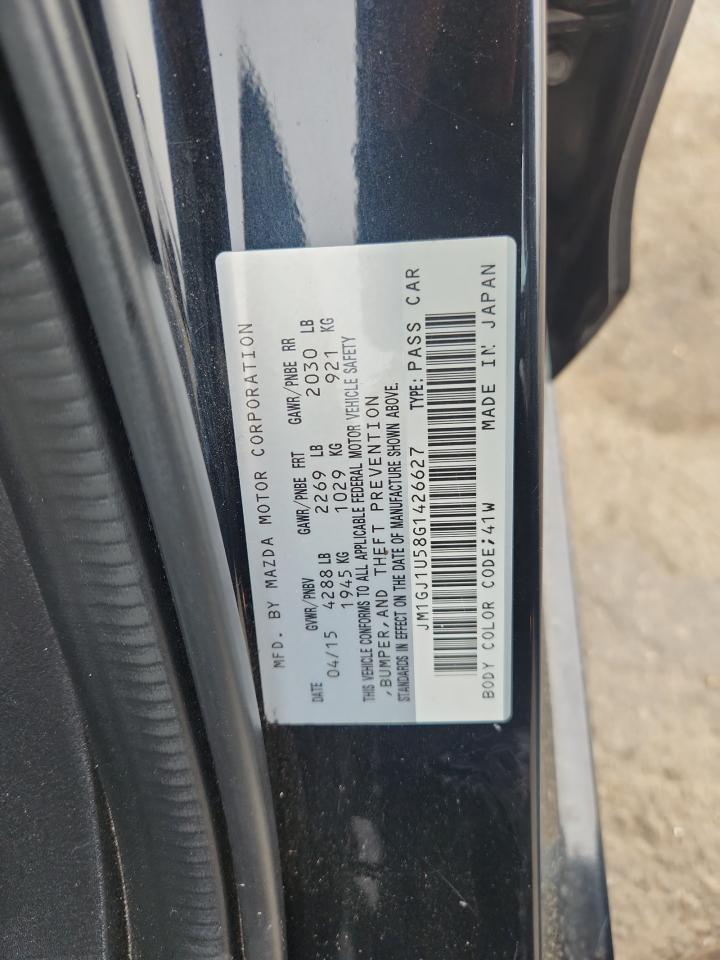 MFD. BY MAZDA MOTOR CORPORATION
DATE GVWR/PNBV GAWR/PNBE FRT GAWR/PNBE RR
04/15 4288 LB 2269 LB 2030 LB
1945 KG 1029 KG 921 KG
THIS VEHICLE CONFORMS TO ALL APPLICABLE FEDERAL MOTOR VEHICLE SAFETY
,BUMPER,AND THEFT PREVENTION
STANDARDS IN EFFECT ON THE DATE OF MANUFACTURE SHOWN ABOVE.
JM1GJ1U58G1426627 TYPE: PASS CAR
BODY COLOR CODE;41W MADE IN JAPAN